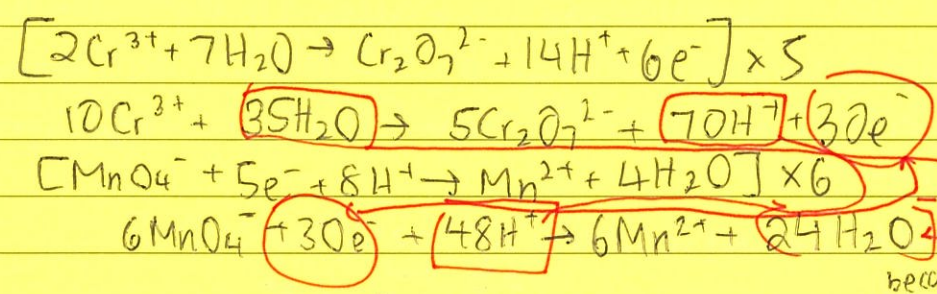 [2Cr³⁺ + 7H₂O → Cr₂O₇²⁻ + 14H⁺ + 6e⁻] × 5
10Cr³⁺ + 35H₂O → 5Cr₂O₇²⁻ + 70H⁺ + 30e⁻
[MnO₄⁻ + 5e⁻ + 8H⁺ → Mn²⁺ + 4H₂O] × 6
6MnO₄⁻ + 30e⁻ + 48H⁺ → 6Mn²⁺ + 24H₂O